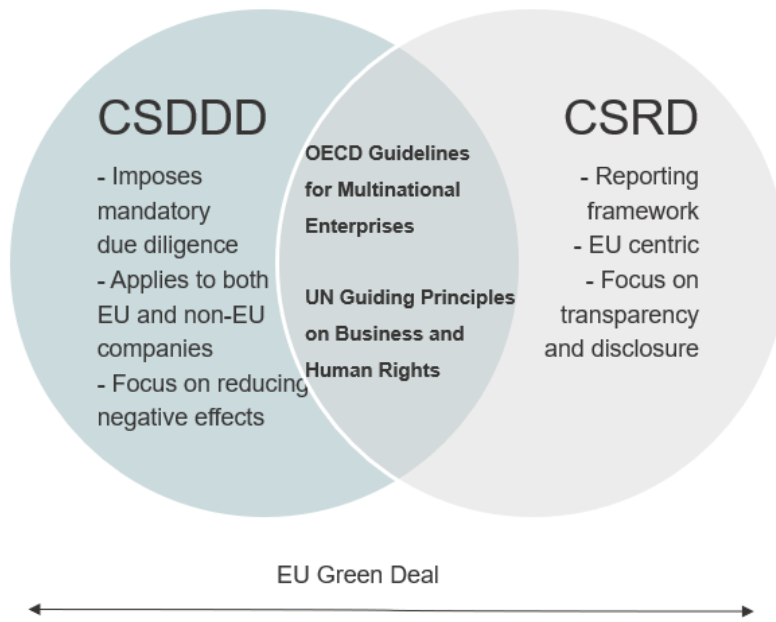 CSDDD
- Imposes
mandatory
due diligence
- Applies to both
EU and non-EU
companies
- Focus on reducing
negative effects
OECD Guidelines
for Multinational
Enterprises
UN Guiding Principles
on Business and
Human Rights
CSRD
- Reporting
framework
- EU centric
- Focus on
transparency
and disclosure
EU Green Deal